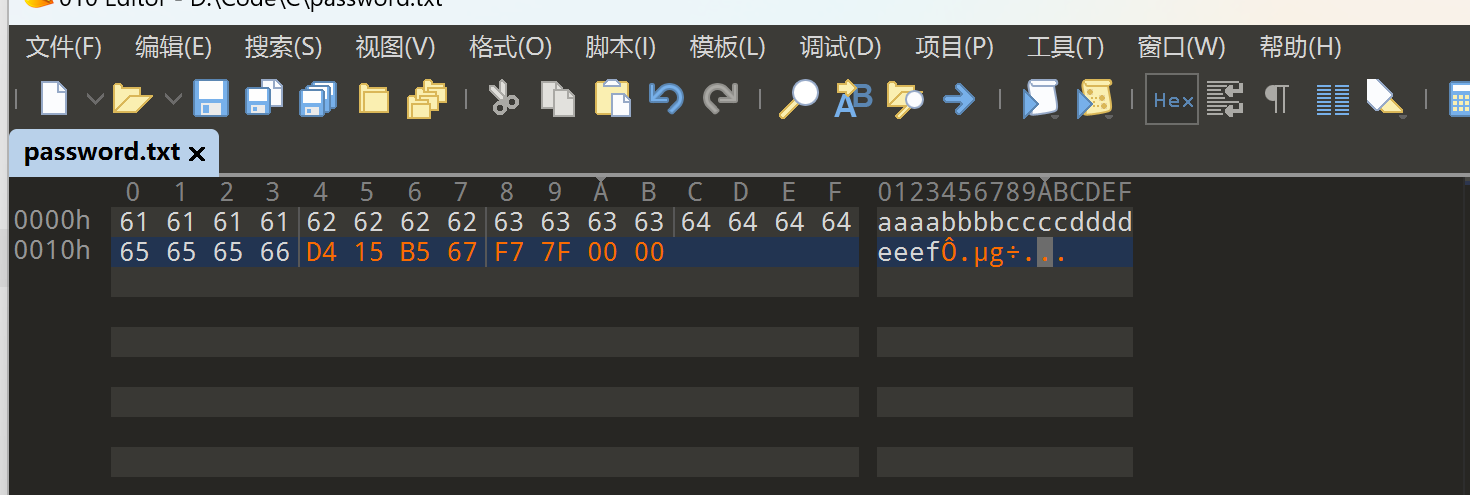 010 Editor - D:\Code\C\password.txt
文件(F) 编辑(E) 搜索(S) 视图(V) 格式(O) 脚本(I) 模板(L) 调试(D) 项目(P) 工具(T) 窗口(W) 帮助(H)
Hex
password.txt
0 1 2 3 4 5 6 7 8 9 A B C D E F 0123456789ABCDEF
0000h 61 61 61 61 62 62 62 62 63 63 63 63 64 64 64 64 aaaabbbbccccdddd
0010h 65 65 65 66 D4 15 B5 67 F7 7F 00 00 eeefÔ.µg÷...